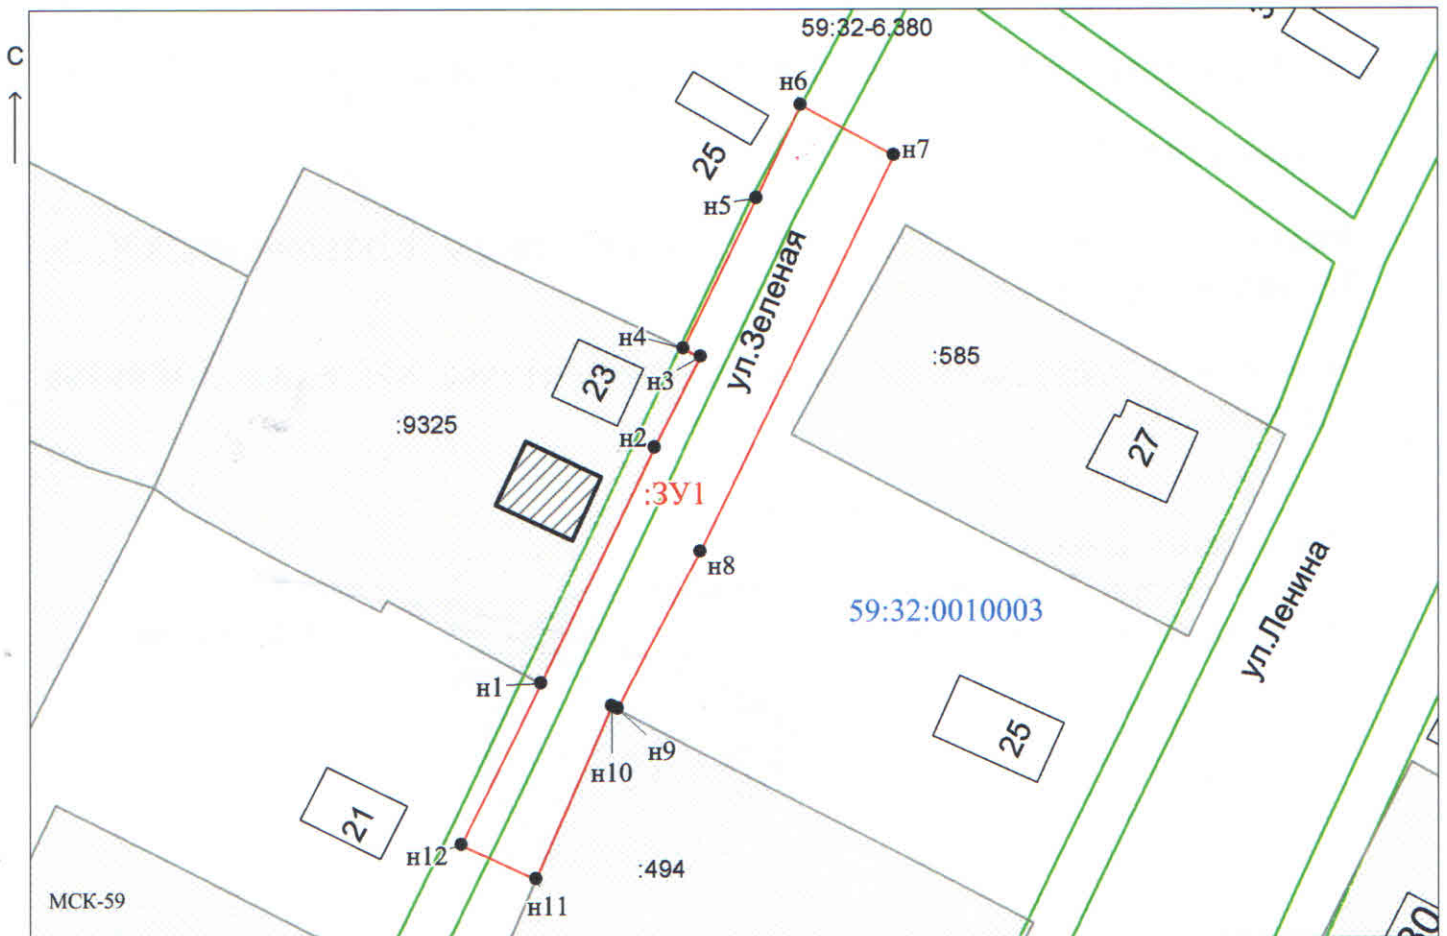 59:32-6.380
С
н6
н7
25
н5
ул.Зеленая
н4
н3
:585
23
:9325
н2
27
:ЗУ1
н8
59:32:0010003
ул.Ленина
н1
25
н9
н10
21
н12
:494
МСК-59
н11